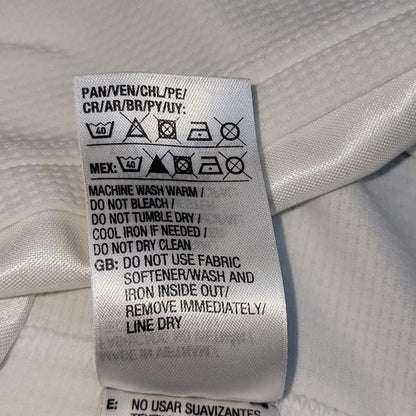 PAN/VEN/CHL/PE/
CR/AR/BR/PY/UY:
40
MEX: 40
MACHINE WASH WARM /
DO NOT BLEACH /
DO NOT TUMBLE DRY /
COOL IRON IF NEEDED /
DO NOT DRY CLEAN
GB: DO NOT USE FABRIC
SOFTENER/WASH AND
IRON INSIDE OUT/
REMOVE IMMEDIATELY/
LINE DRY
E: NO USAR SUAVIZANTES